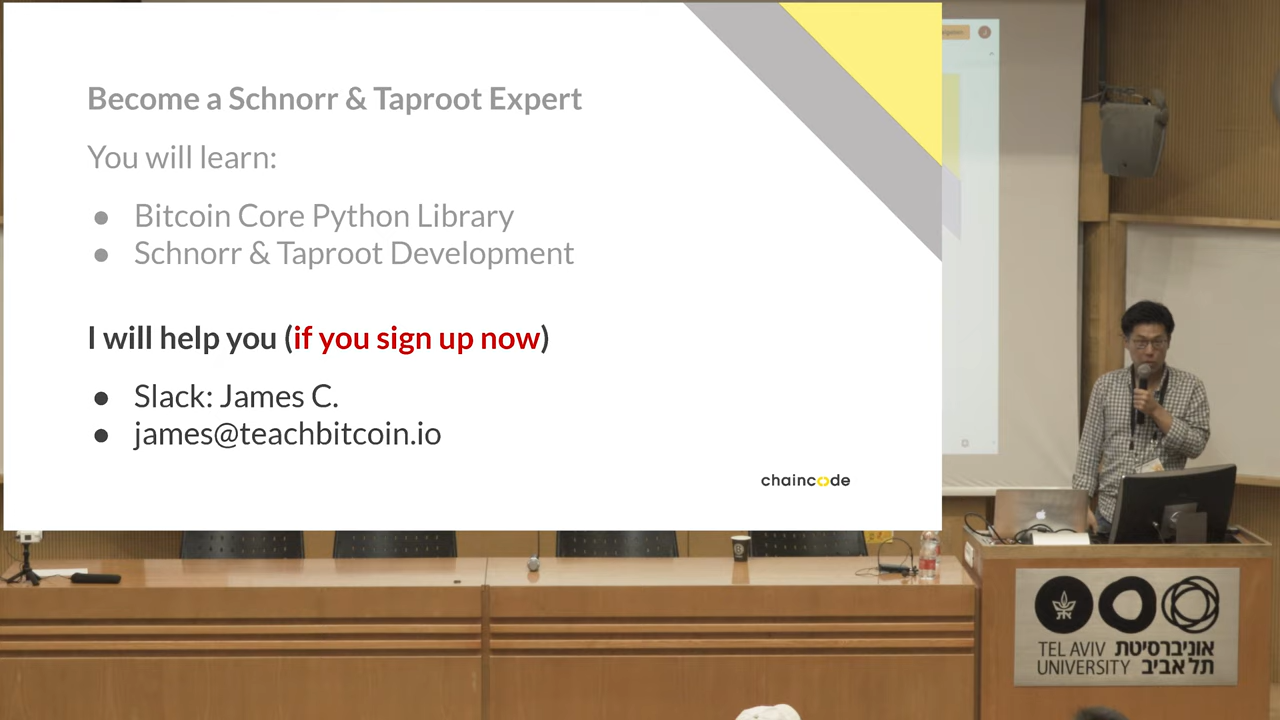 Become a Schnorr & Taproot Expert
You will learn:
● Bitcoin Core Python Library
● Schnorr & Taproot Development
I will help you (if you sign up now)
● Slack: James C.
● james@teachbitcoin.io
chaincode
TEL AVIV UNIVERSITY
אוניברסיטת תל אביב